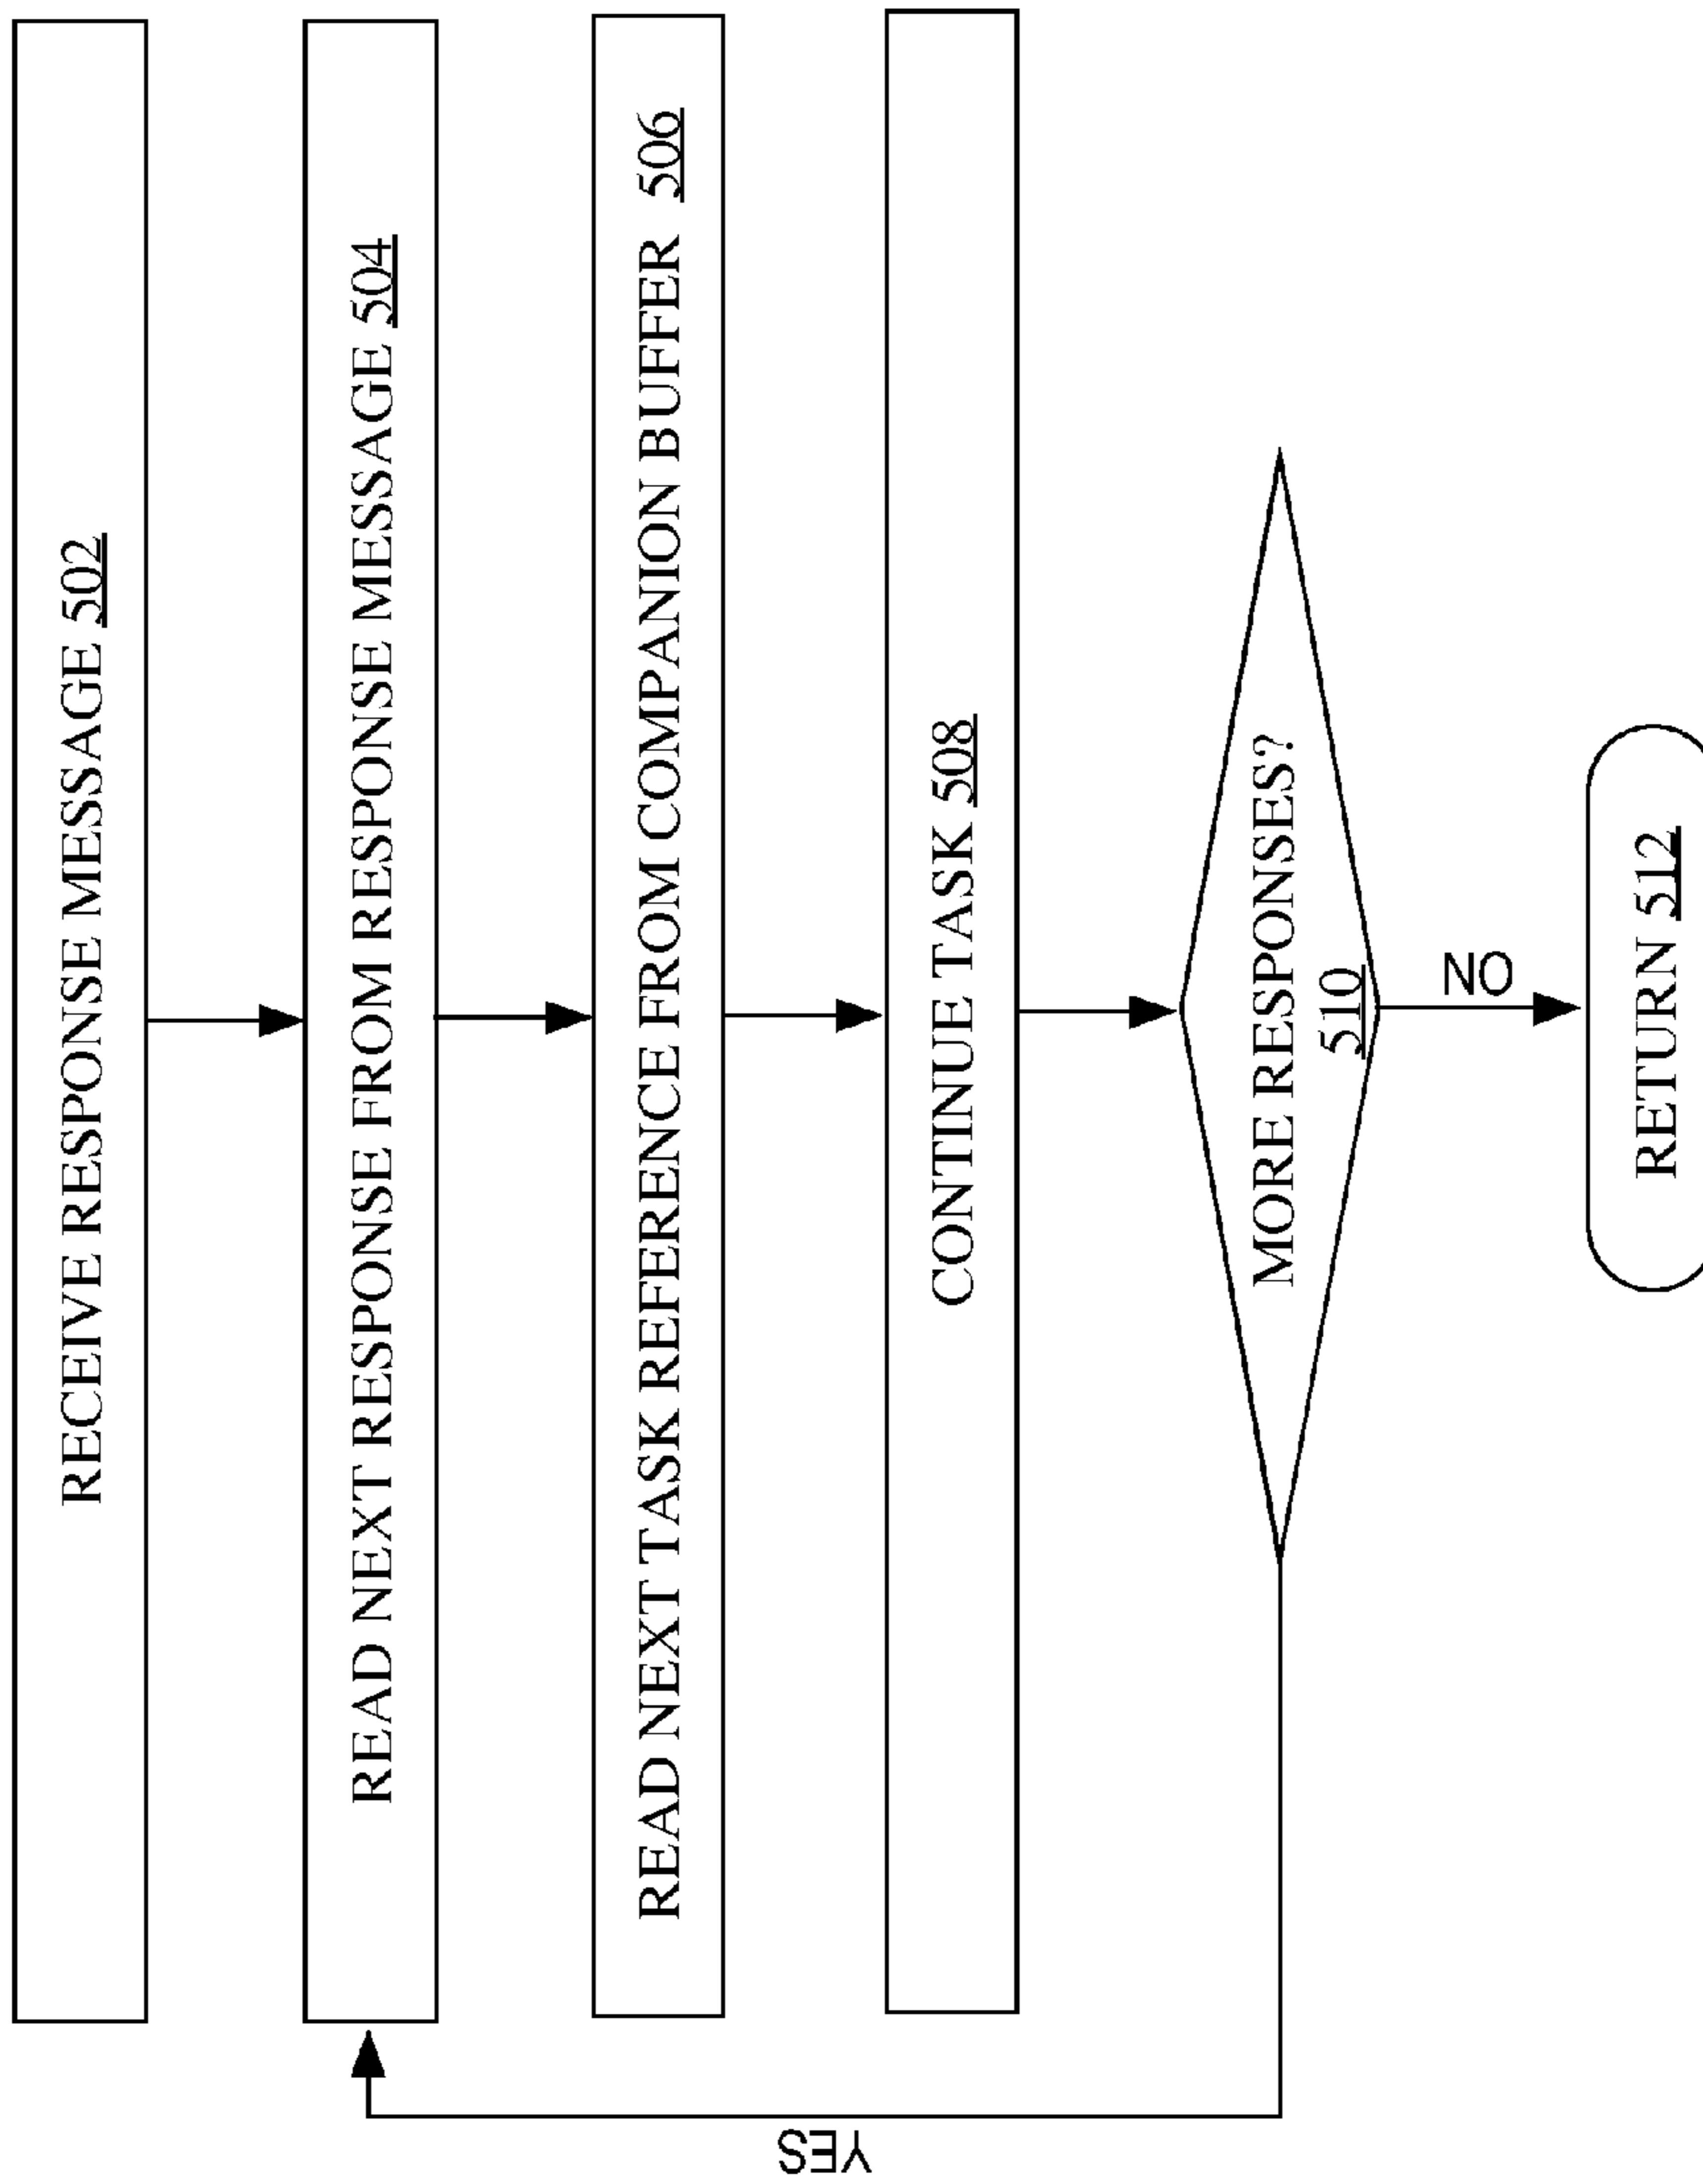 RECEIVE RESPONSE MESSAGE 502
READ NEXT RESPONSE FROM RESPONSE MESSAGE 504
READ NEXT TASK REFERENCE FROM COMPANION BUFFER 506
CONTINUE TASK 508
MORE RESPONSES?
510
YES
NO
RETURN 512